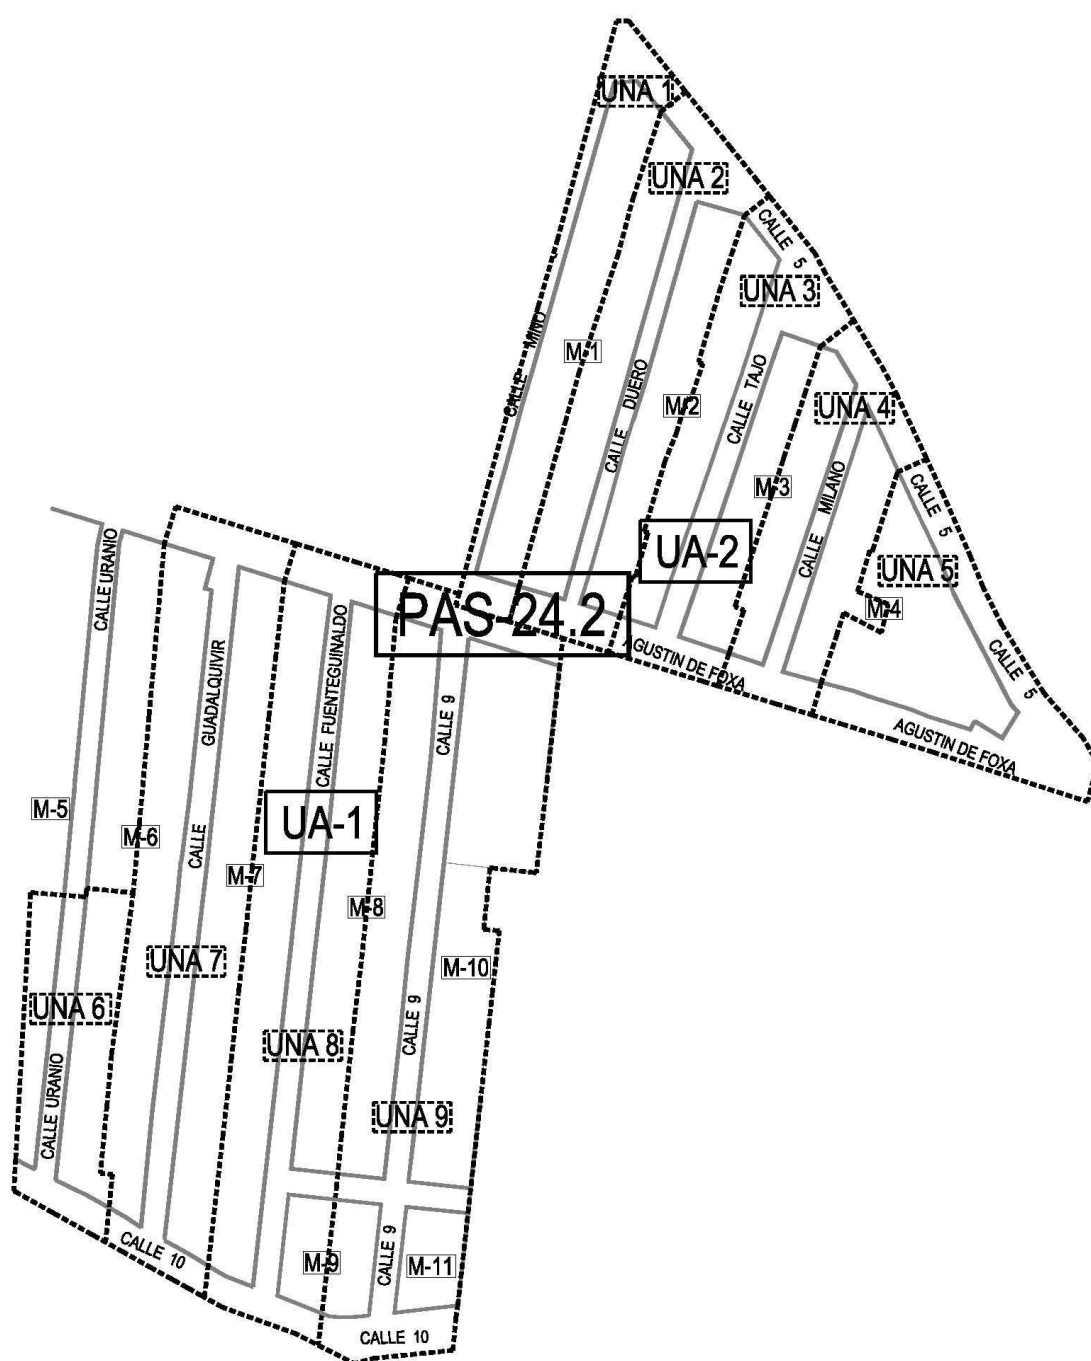 UNA 1
UNA 2
CALLE 5
UNA 3
CALLE MIÑO
M-1
CALLE DUERO
M-2
CALLE TAJO
UNA 4
M-3
CALLE MILANO
CALLE 5
UA-2
UNA 5
M-4
CALLE URANIO
PAS-24.2
AGUSTIN DE FOXA
CALLE 5
AGUSTIN DE FOXA
CALLE GUADALQUIVIR
CALLE FUENTEGUINALDO
CALLE 9
M-5
M-6
UA-1
M-7
M-8
UNA 7
M-10
UNA 6
CALLE 9
UNA 8
CALLE URANIO
UNA 9
CALLE 10
M-9
CALLE 9
M-11
CALLE 10